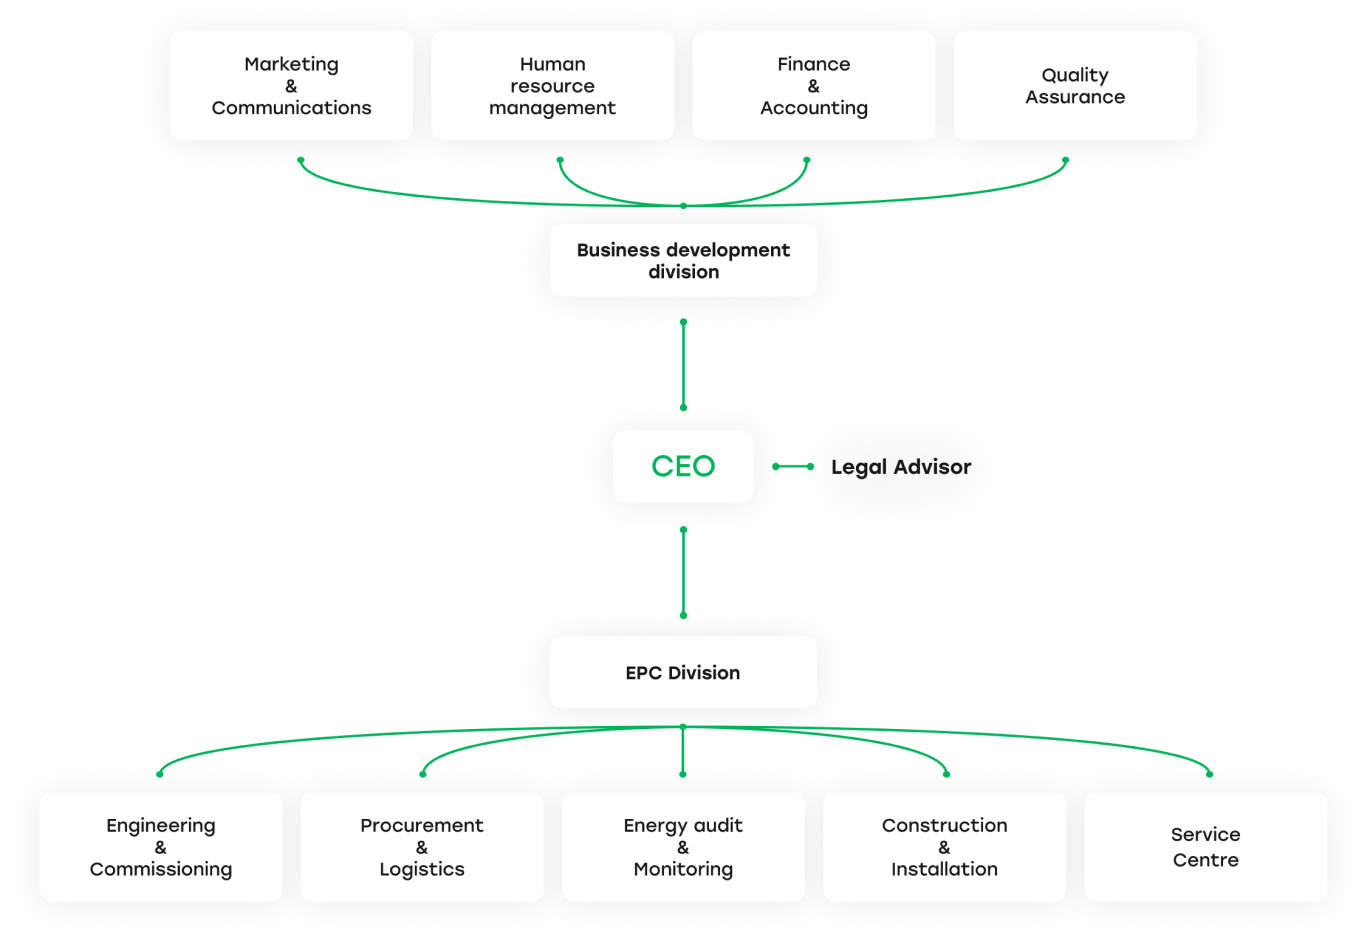 Marketing
&
Communications
Human
resource
management
Finance
&
Accounting
Quality
Assurance
Business development
division
CEO
Legal Advisor
EPC Division
Engineering
&
Commissioning
Procurement
&
Logistics
Energy audit
&
Monitoring
Construction
&
Installation
Service
Centre